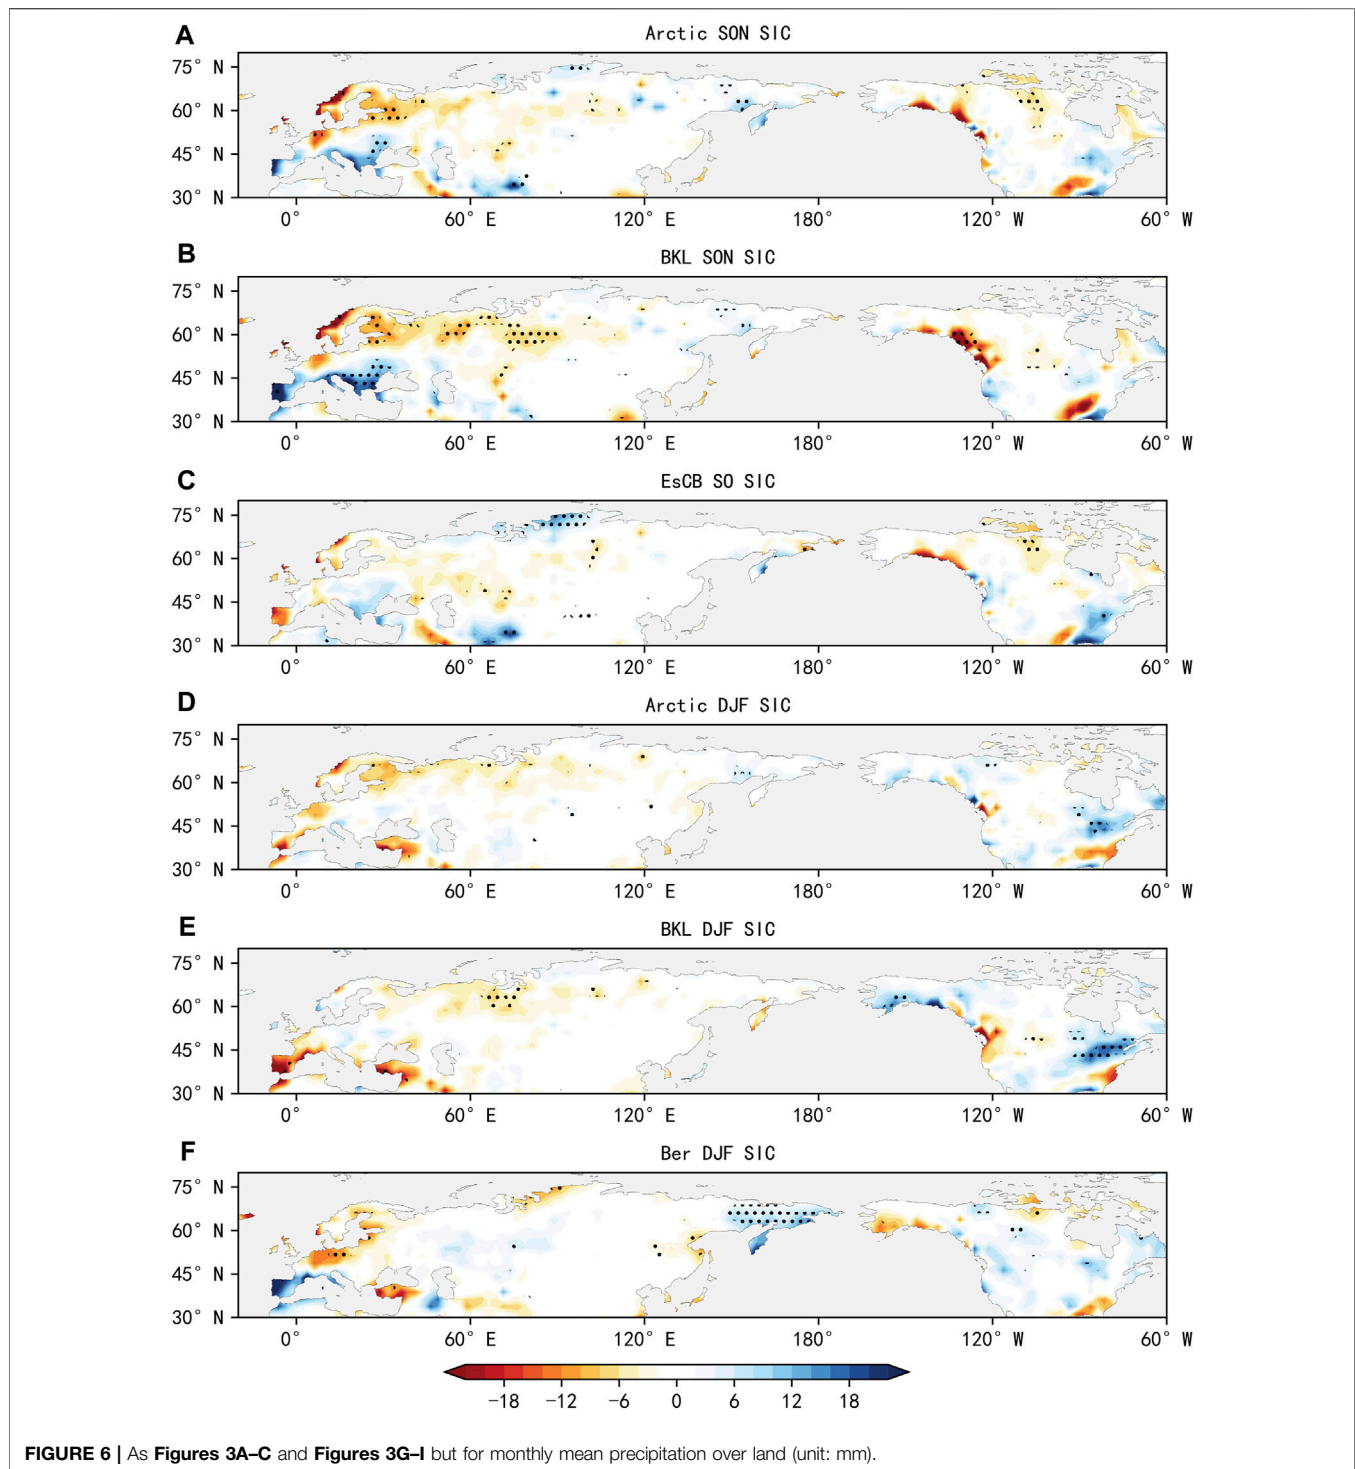 A
Arctic SON SIC
75° N
60° N
45° N
30° N
0° 60° E 120° E 180° 120° W 60° W
B
BKL SON SIC
75° N
60° N
45° N
30° N
0° 60° E 120° E 180° 120° W 60° W
C
EsCB SO SIC
75° N
60° N
45° N
30° N
0° 60° E 120° E 180° 120° W 60° W
D
Arctic DJF SIC
75° N
60° N
45° N
30° N
0° 60° E 120° E 180° 120° W 60° W
E
BKL DJF SIC
75° N
60° N
45° N
30° N
0° 60° E 120° E 180° 120° W 60° W
F
Ber DJF SIC
75° N
60° N
45° N
30° N
0° 60° E 120° E 180° 120° W 60° W
−18 −12 −6 0 6 12 18
FIGURE 6 | As Figures 3A–C and Figures 3G–I but for monthly mean precipitation over land (unit: mm).